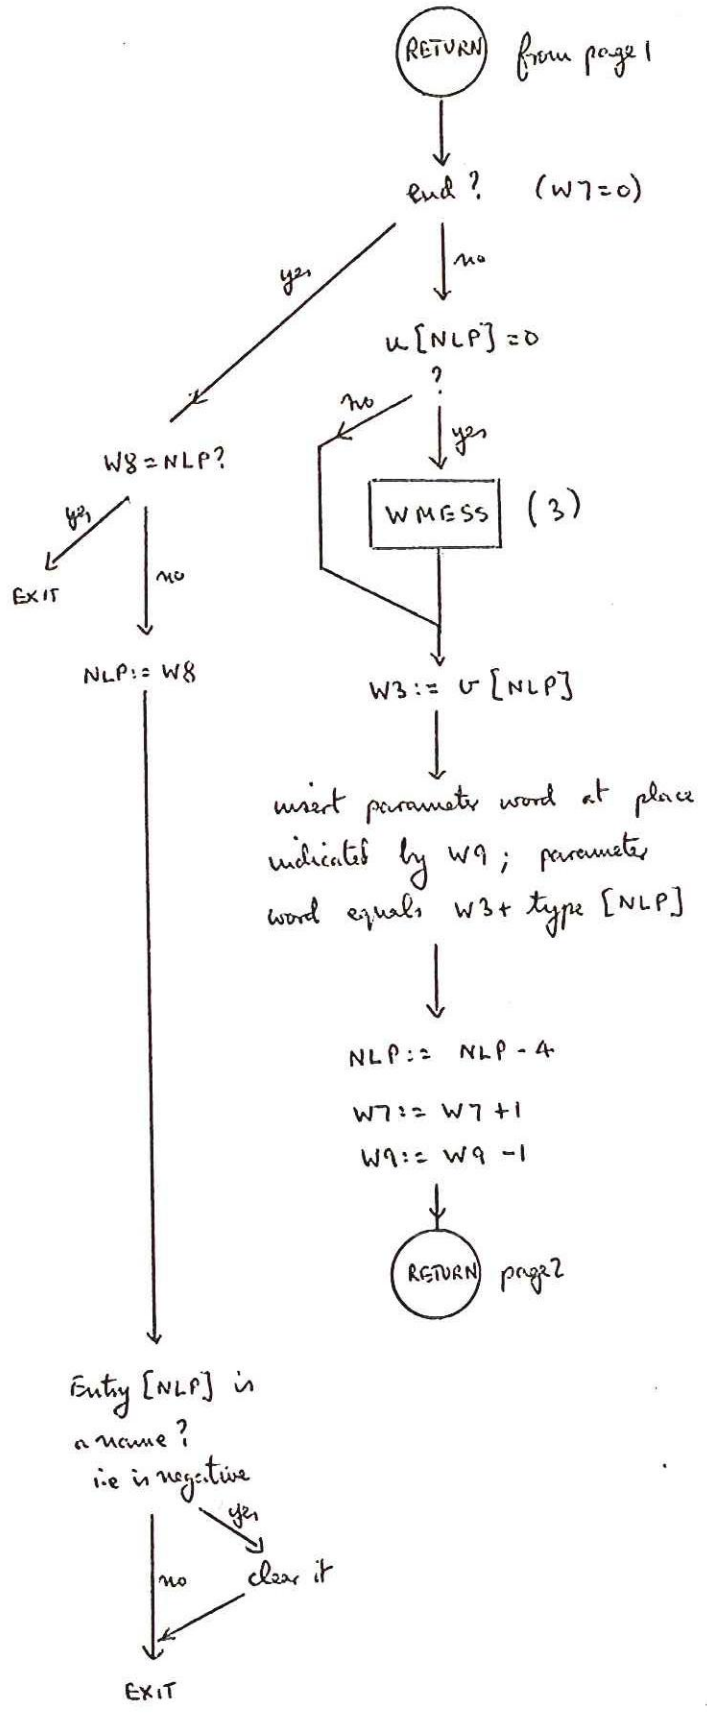 RETURN from page 1
end? (W7=0)
yes
no
u[NLP]=0
?
no
yes
W8=NLP?
WMESS (3)
yes
no
EXIT
NLP:= W8
W3:= v[NLP]
insert parameter word at place
indicated by W9; parameter
word equals W3+ type [NLP]
NLP:= NLP-4
W7:= W7+1
W9:= W9-1
RETURN page2
Entry [NLP] is
a name?
i.e is negative
yes
no
clear it
EXIT